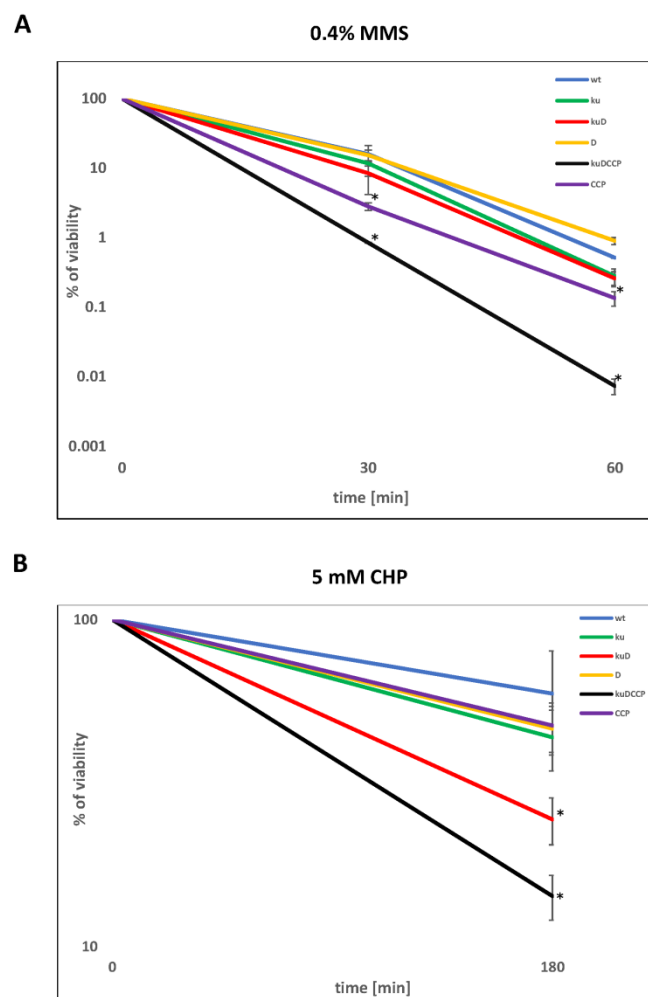 A
0.4% MMS
wt
ku
kuD
D
kuDCCP
CCP
% of viability
100
10
1
0.1
0.01
0.001
*
*
*
*
0
30
60
time [min]
B
5 mM CHP
wt
ku
kuD
D
kuDCCP
CCP
% of viability
100
10
*
*
0
180
time [min]